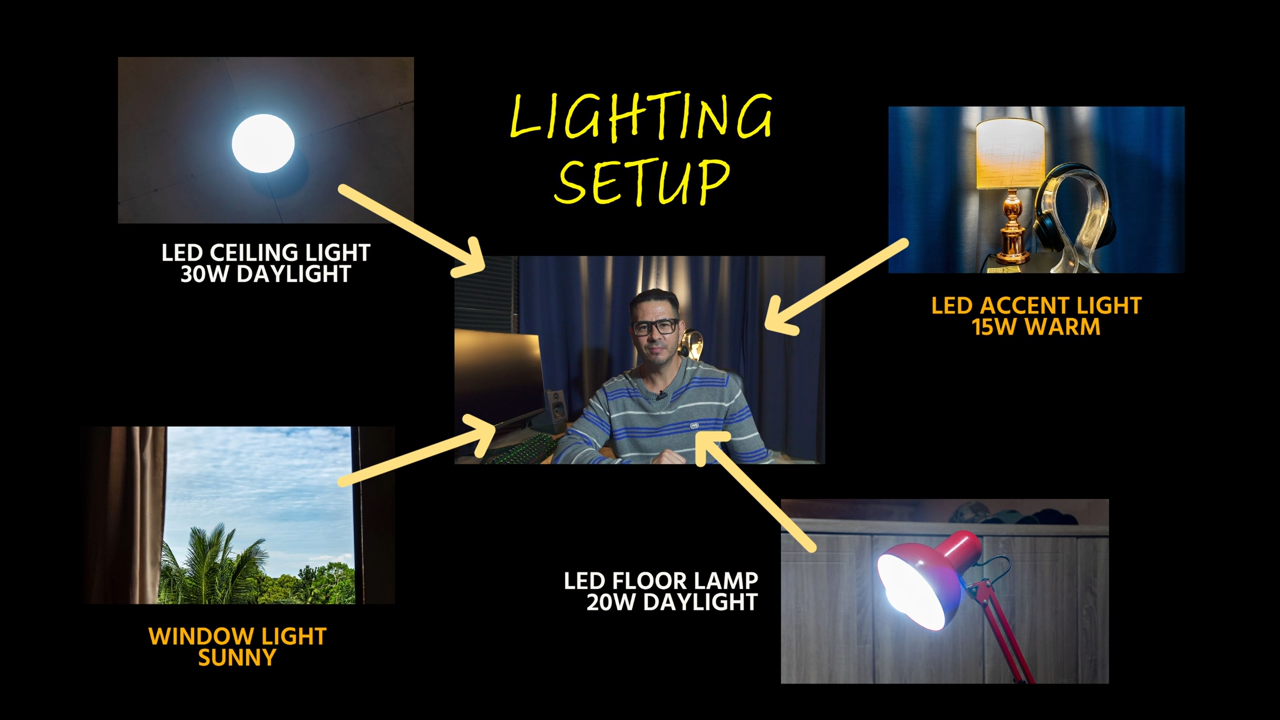 LIGHTING
SETUP
LED CEILING LIGHT
30W DAYLIGHT
LED ACCENT LIGHT
15W WARM
LED FLOOR LAMP
20W DAYLIGHT
WINDOW LIGHT
SUNNY